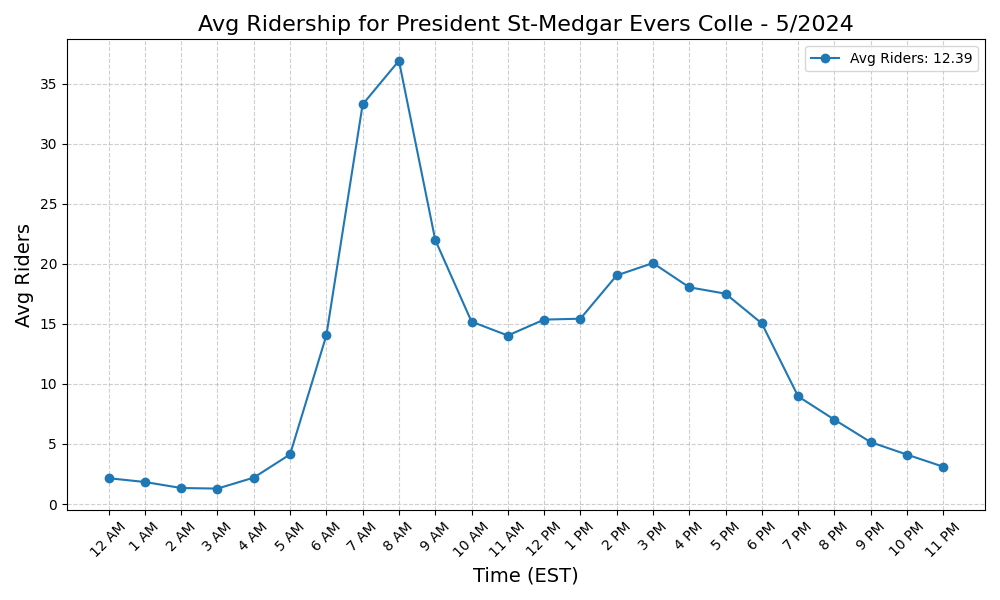 Avg Ridership for President St-Medgar Evers Colle - 5/2024
Avg Riders: 12.39
Avg Riders
35
30
25
20
15
10
5
0
12 AM
1 AM
2 AM
3 AM
4 AM
5 AM
6 AM
7 AM
8 AM
9 AM
10 AM
11 AM
12 PM
1 PM
2 PM
3 PM
4 PM
5 PM
6 PM
7 PM
8 PM
9 PM
10 PM
11 PM
Time (EST)